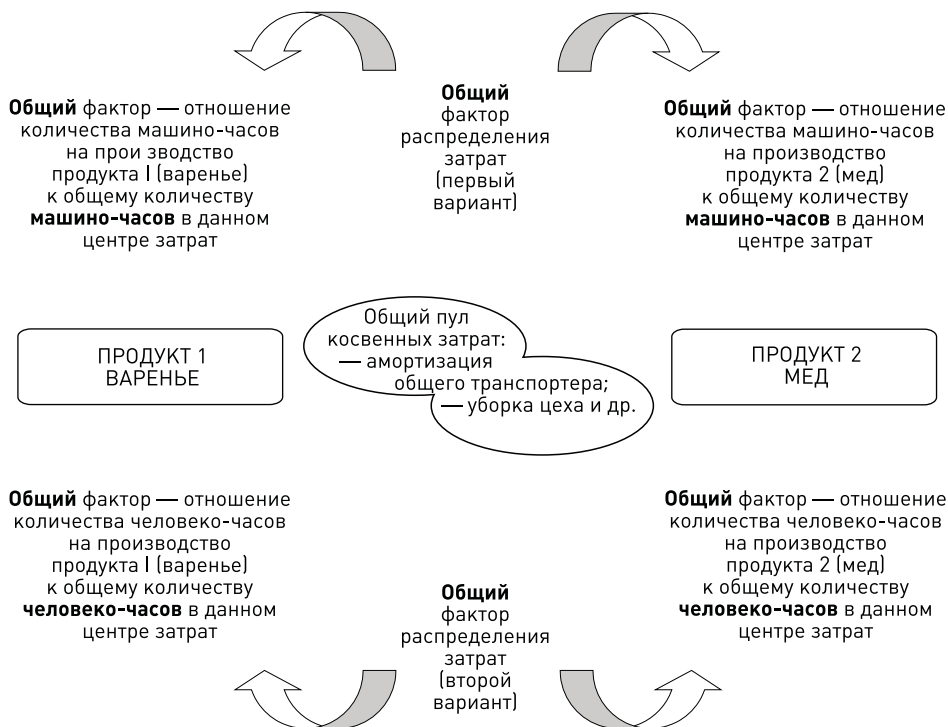 Общий фактор — отношение
количества машино-часов
на прои зводство
продукта I (варенье)
к общему количеству
машино-часов в данном
центре затрат
Общий
фактор
распределения
затрат
(первый
вариант)
Общий фактор — отношение
количества машино-часов
на производство
продукта 2 (мед)
к общему количеству
машино-часов в данном
центре затрат
ПРОДУКТ 1
ВАРЕНЬЕ
Общий пул
косвенных затрат:
— амортизация
общего транспортера;
— уборка цеха и др.
ПРОДУКТ 2
МЕД
Общий фактор — отношение
количества человеко-часов
на производство
продукта I (варенье)
к общему количеству
человеко-часов в данном
центре затрат
Общий
фактор
распределения
затрат
(второй
вариант)
Общий фактор — отношение
количества человеко-часов
на производство
продукта 2 (мед)
к общему количеству
человеко-часов в данном
центре затрат